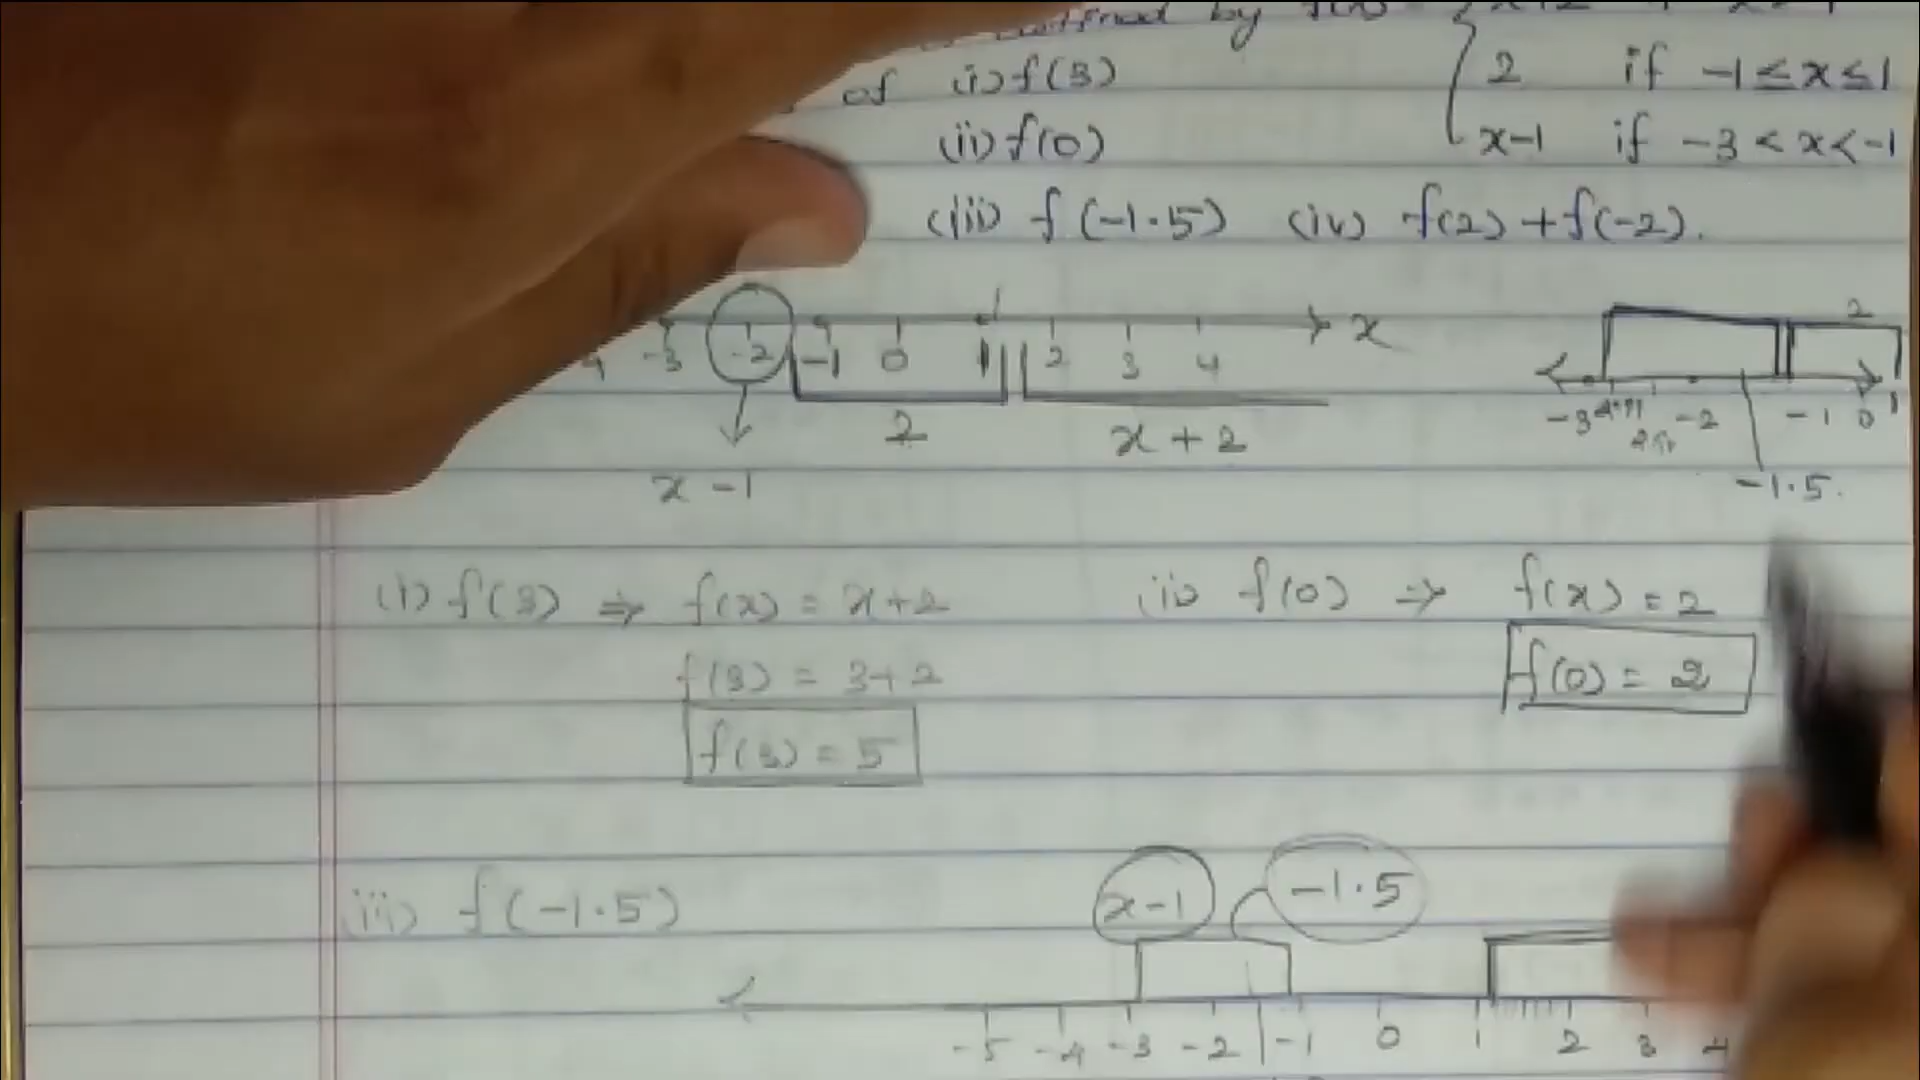 by
of (i) f(3)
2 if -1 ≤ x ≤ 1
(ii) f(0)
x-1 if -3 < x < -1
(iii) f(-1.5) (iv) f(2) + f(-2).
-3 -2 -1 0 1 2 3 4 x
2
x + 2
x - 1
2
-3 -2 -1 0 1
-1.5.
(i) f(3) ⇒ f(x) = x+2
f(3) = 3+2
f(3) = 5
(ii) f(0) ⇒ f(x) = 2
f(0) = 2
(iii) f(-1.5)
x-1 -1.5
-5 -4 -3 -2 -1 0 1 2 3 4